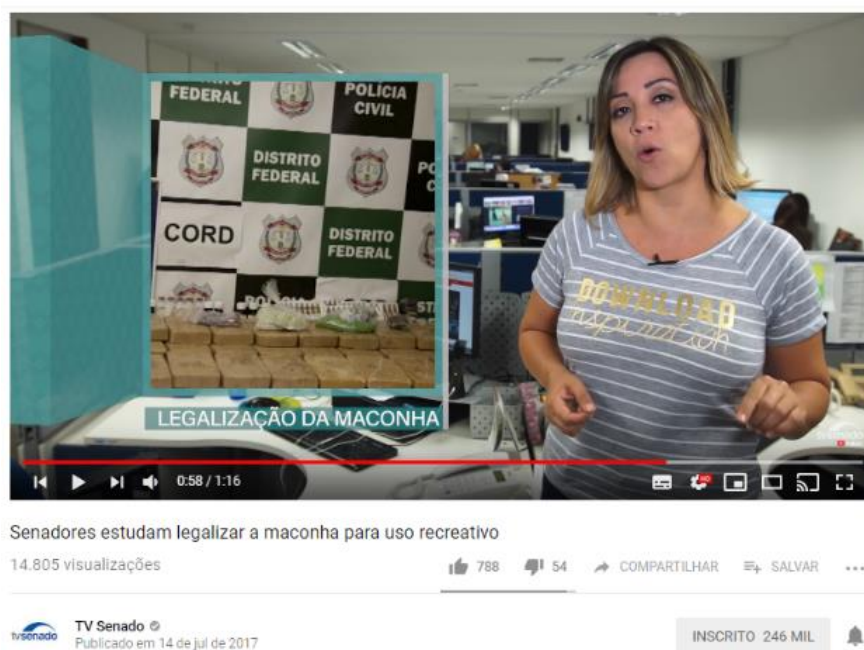 FEDERAL
POLÍCIA
CIVIL
DISTRITO
FEDERAL
CORD
DISTRITO
FEDERAL
LEGALIZAÇÃO DA MACONHA
DOWNLOAD
inspiration
0:58 / 1:16
HD
Senadores estudam legalizar a maconha para uso recreativo
14.805 visualizações
788
54
COMPARTILHAR
SALVAR
tvsenado
TV Senado
Publicado em 14 de jul de 2017
INSCRITO 246 MIL